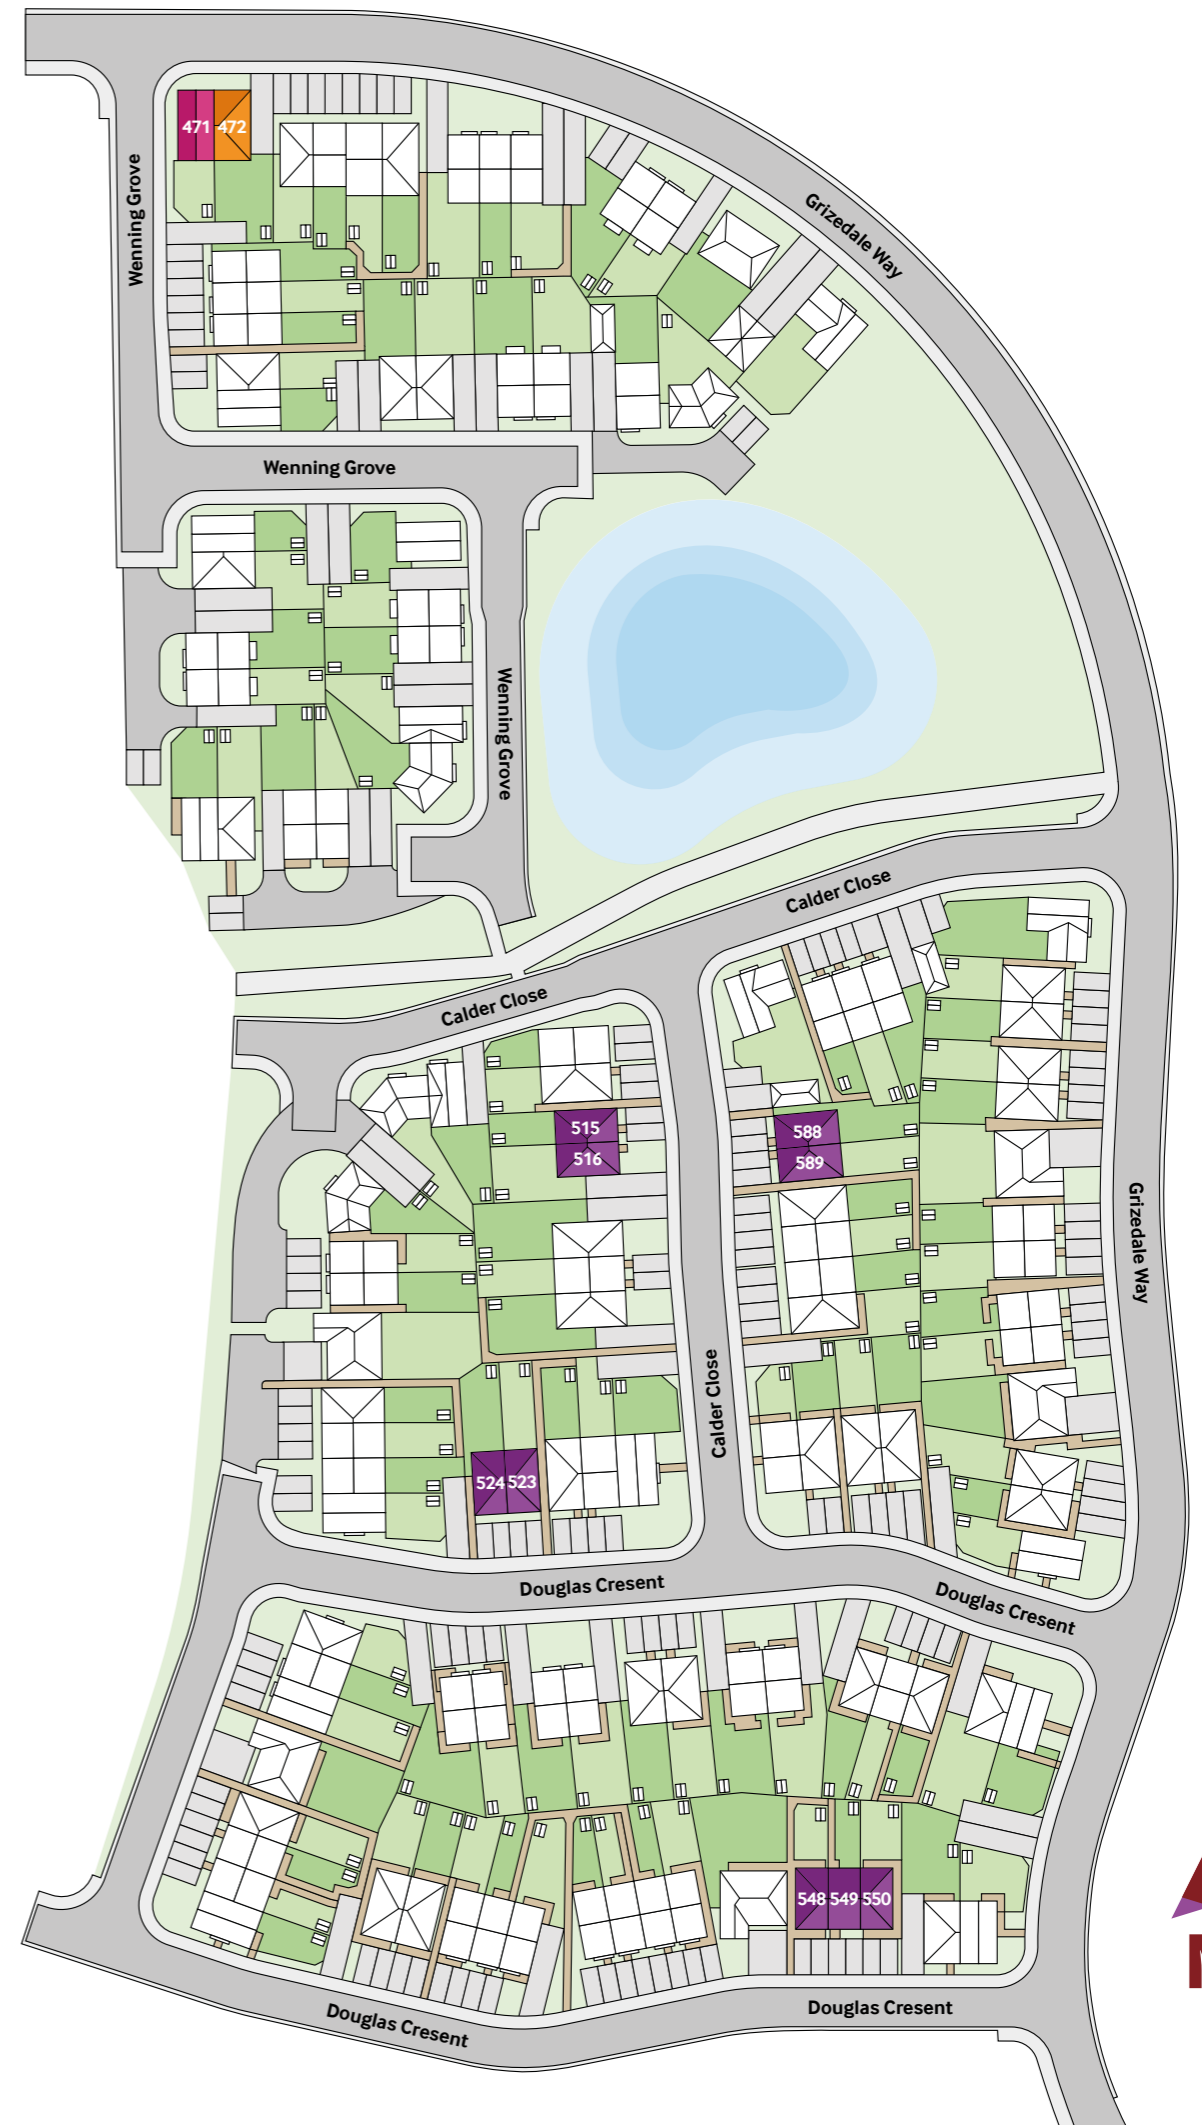 471 472
Wenning Grove
Grizedale Way
Wenning Grove
Wenning Grove
Calder Close
Calder Close
515
516
588
589
Grizedale Way
Calder Close
524 523
Douglas Cresent
Douglas Cresent
548 549 550
Douglas Cresent
Douglas Cresent